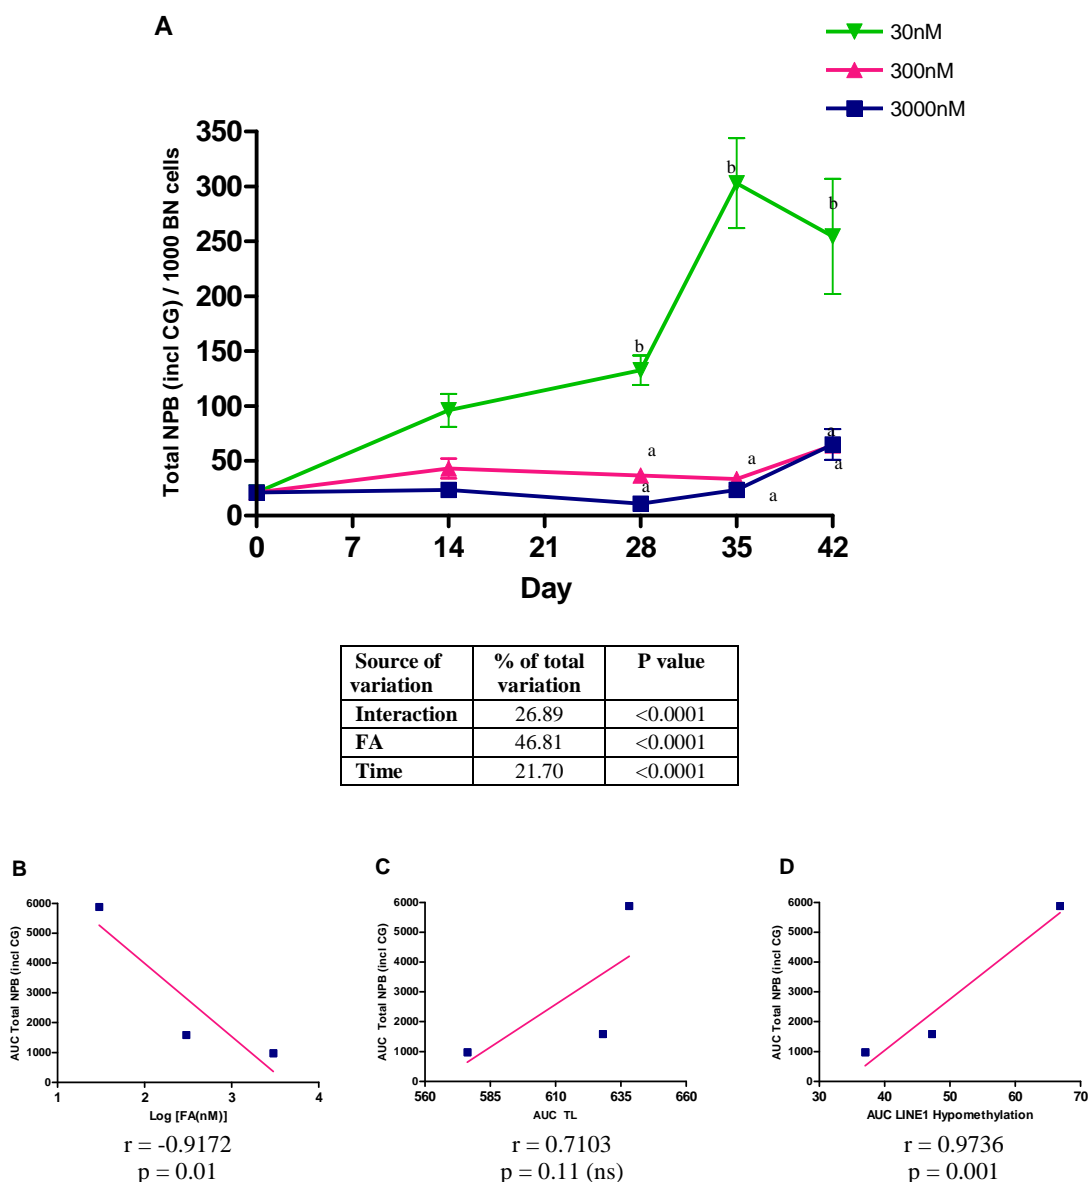 A
30nM
300nM
3000nM
Total NPB (incl CG) / 1000 BN cells
350
300
250
200
150
100
50
0
b
b
b
a
a
a
a
a
a
0 7 14 21 28 35 42
Day
Source of variation % of total variation P value
Interaction 26.89 <0.0001
FA 46.81 <0.0001
Time 21.70 <0.0001
B
AUC Total NPB (incl CG)
6000
5000
4000
3000
2000
1000
0
1 2 3 4
Log [FA(nM)]
r = -0.9172
p = 0.01
C
AUC Total NPB (incl CG)
6000
5000
4000
3000
2000
1000
0
560 585 610 635 660
AUC TL
r = 0.7103
p = 0.11 (ns)
D
AUC Total NPB (incl CG)
6000
5000
4000
3000
2000
1000
0
30 40 50 60 70
AUC LINE1 Hypomethylation
r = 0.9736
p = 0.001